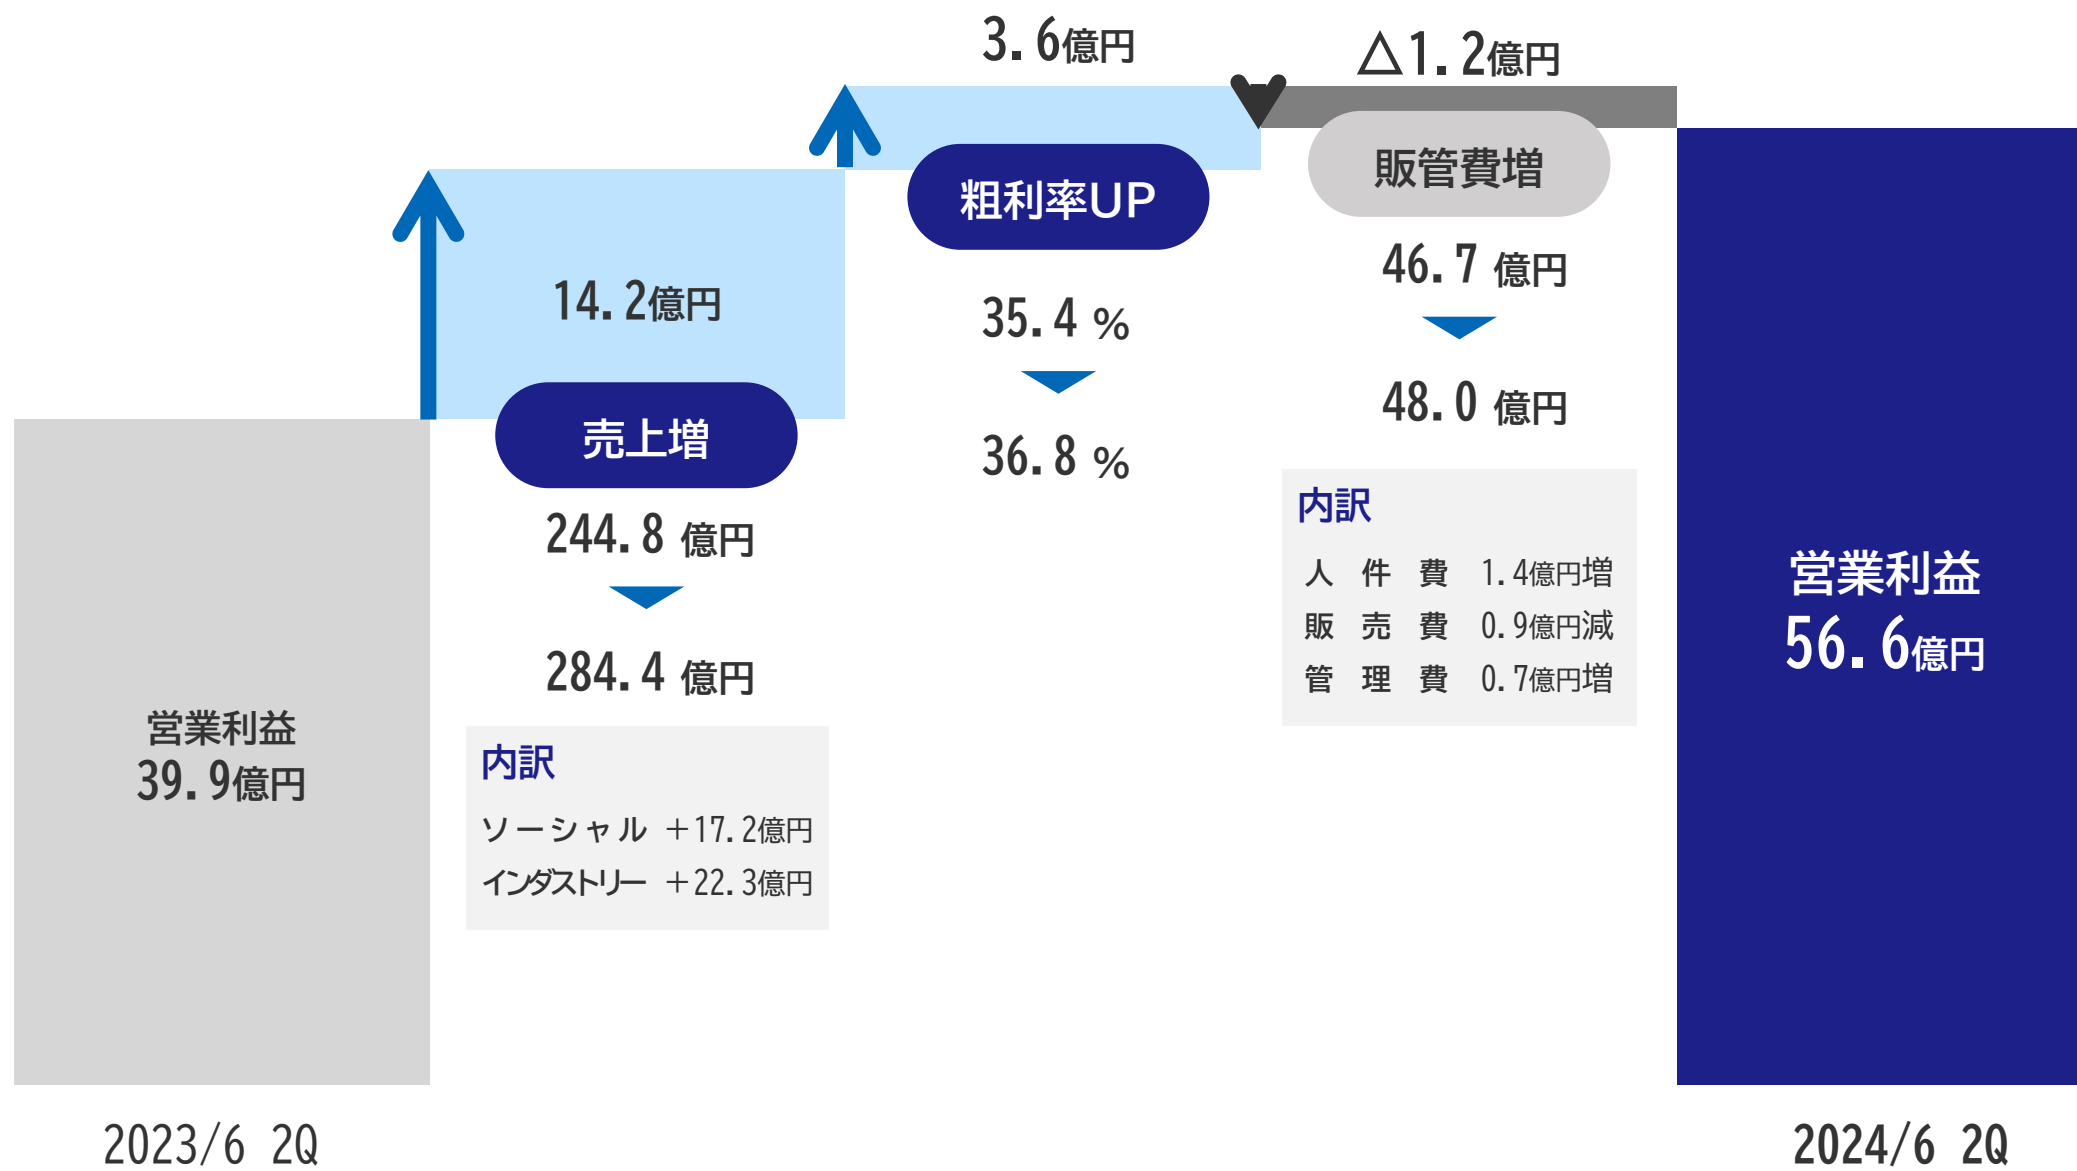 3.6億円
△1.2億円
粗利率UP
販管費増
14.2億円
売上増
35.4 %
36.8 %
46.7 億円
48.0 億円
244.8 億円
284.4 億円
内訳
人件費 1.4億円増
販売費 0.9億円減
管理費 0.7億円増
内訳
ソーシャル +17.2億円
インダストリー +22.3億円
営業利益
39.9億円
営業利益
56.6億円
2023/6 2Q
2024/6 2Q